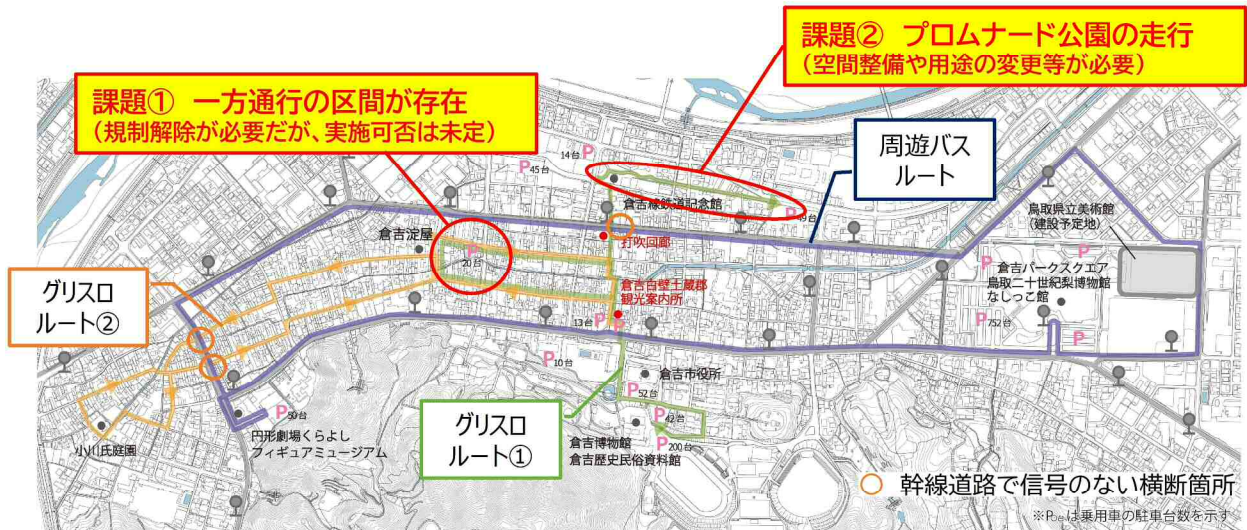 課題② プロムナード公園の走行
(空間整備や用途の変更等が必要)
課題① 一方通行の区間が存在
(規制解除が必要だが、実施可否は未定)
周遊バス
ルート
14台 P
P 45台
倉吉線鉄道記念館
P 49台
鳥取県立美術館
(建設予定地)
打吹回廊
倉吉淀屋
P
20台
倉吉白壁土蔵群
観光案内所
倉吉パークスクエア
鳥取二十世紀梨博物館
なしっこ館
P
グリスロ
ルート②
13台 P
P
P 752台
P
P 10台
倉吉市役所
P 52台
グリスロ
ルート①
P 50台
P 42台
円形劇場くらよし
フィギュアミュージアム
小川氏庭園
倉吉博物館
倉吉歴史民俗資料館
P 200台
幹線道路で信号のない横断箇所
は乗用車の駐車台数を示す